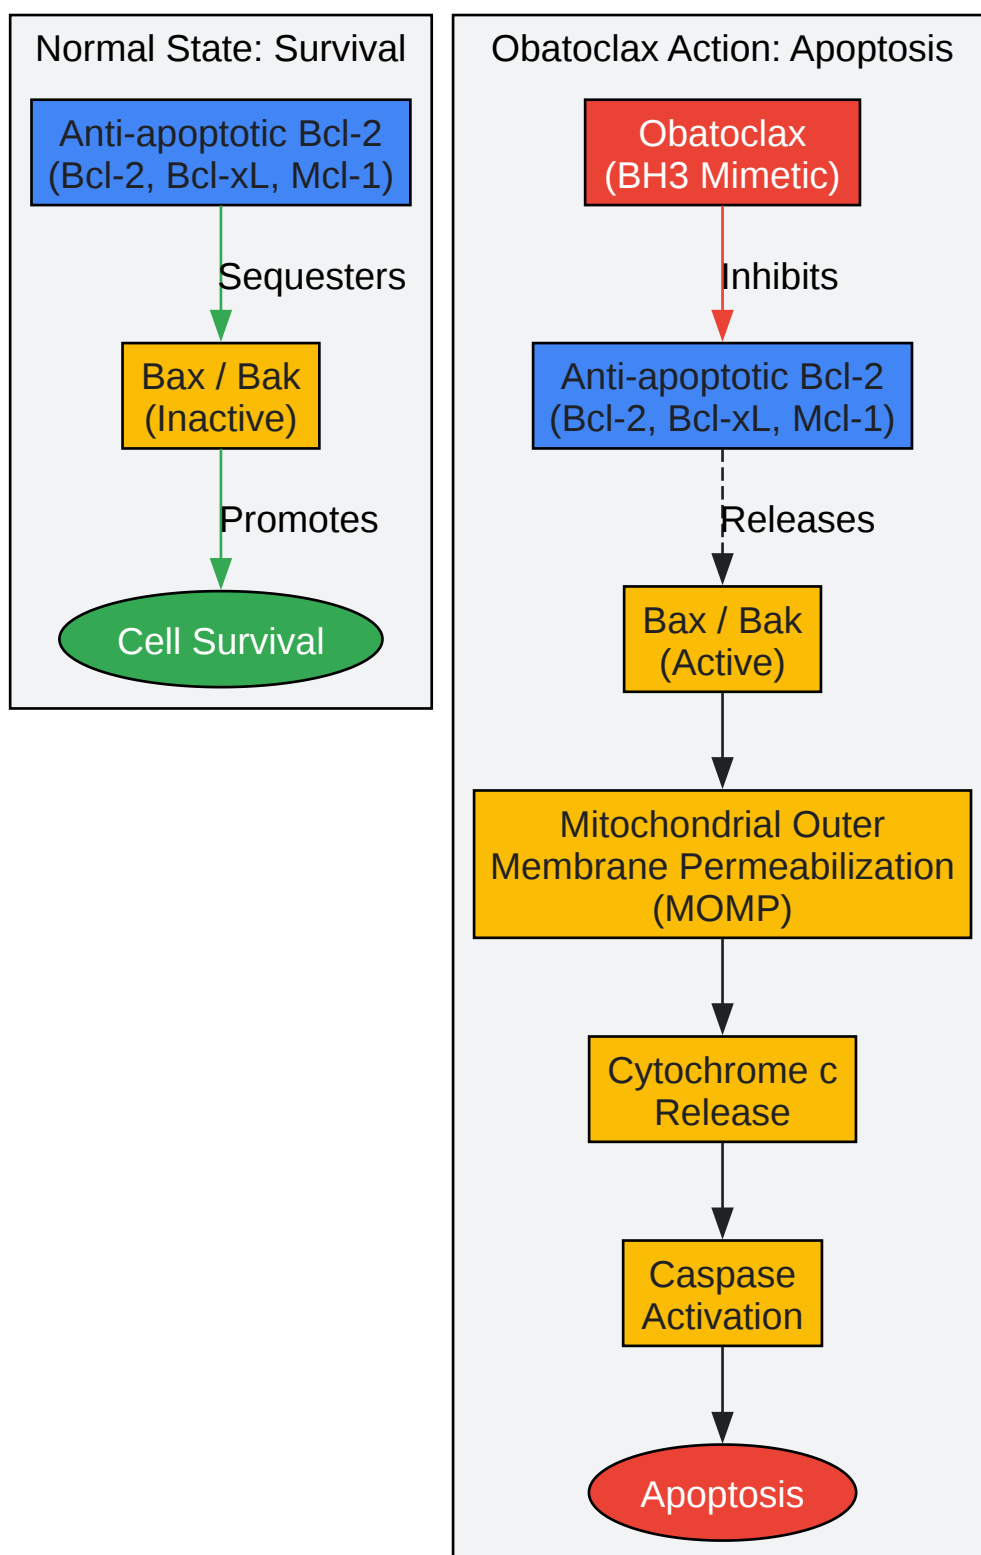 Normal State: Survival
Anti-apoptotic Bcl-2
(Bcl-2, Bcl-xL, Mcl-1)
Sequesters
Bax / Bak
(Inactive)
Promotes
Cell Survival
Obatoclax Action: Apoptosis
Obatoclax
(BH3 Mimetic)
Inhibits
Anti-apoptotic Bcl-2
(Bcl-2, Bcl-xL, Mcl-1)
Releases
Bax / Bak
(Active)
Mitochondrial Outer
Membrane Permeabilization
(MOMP)
Cytochrome c
Release
Caspase
Activation
Apoptosis